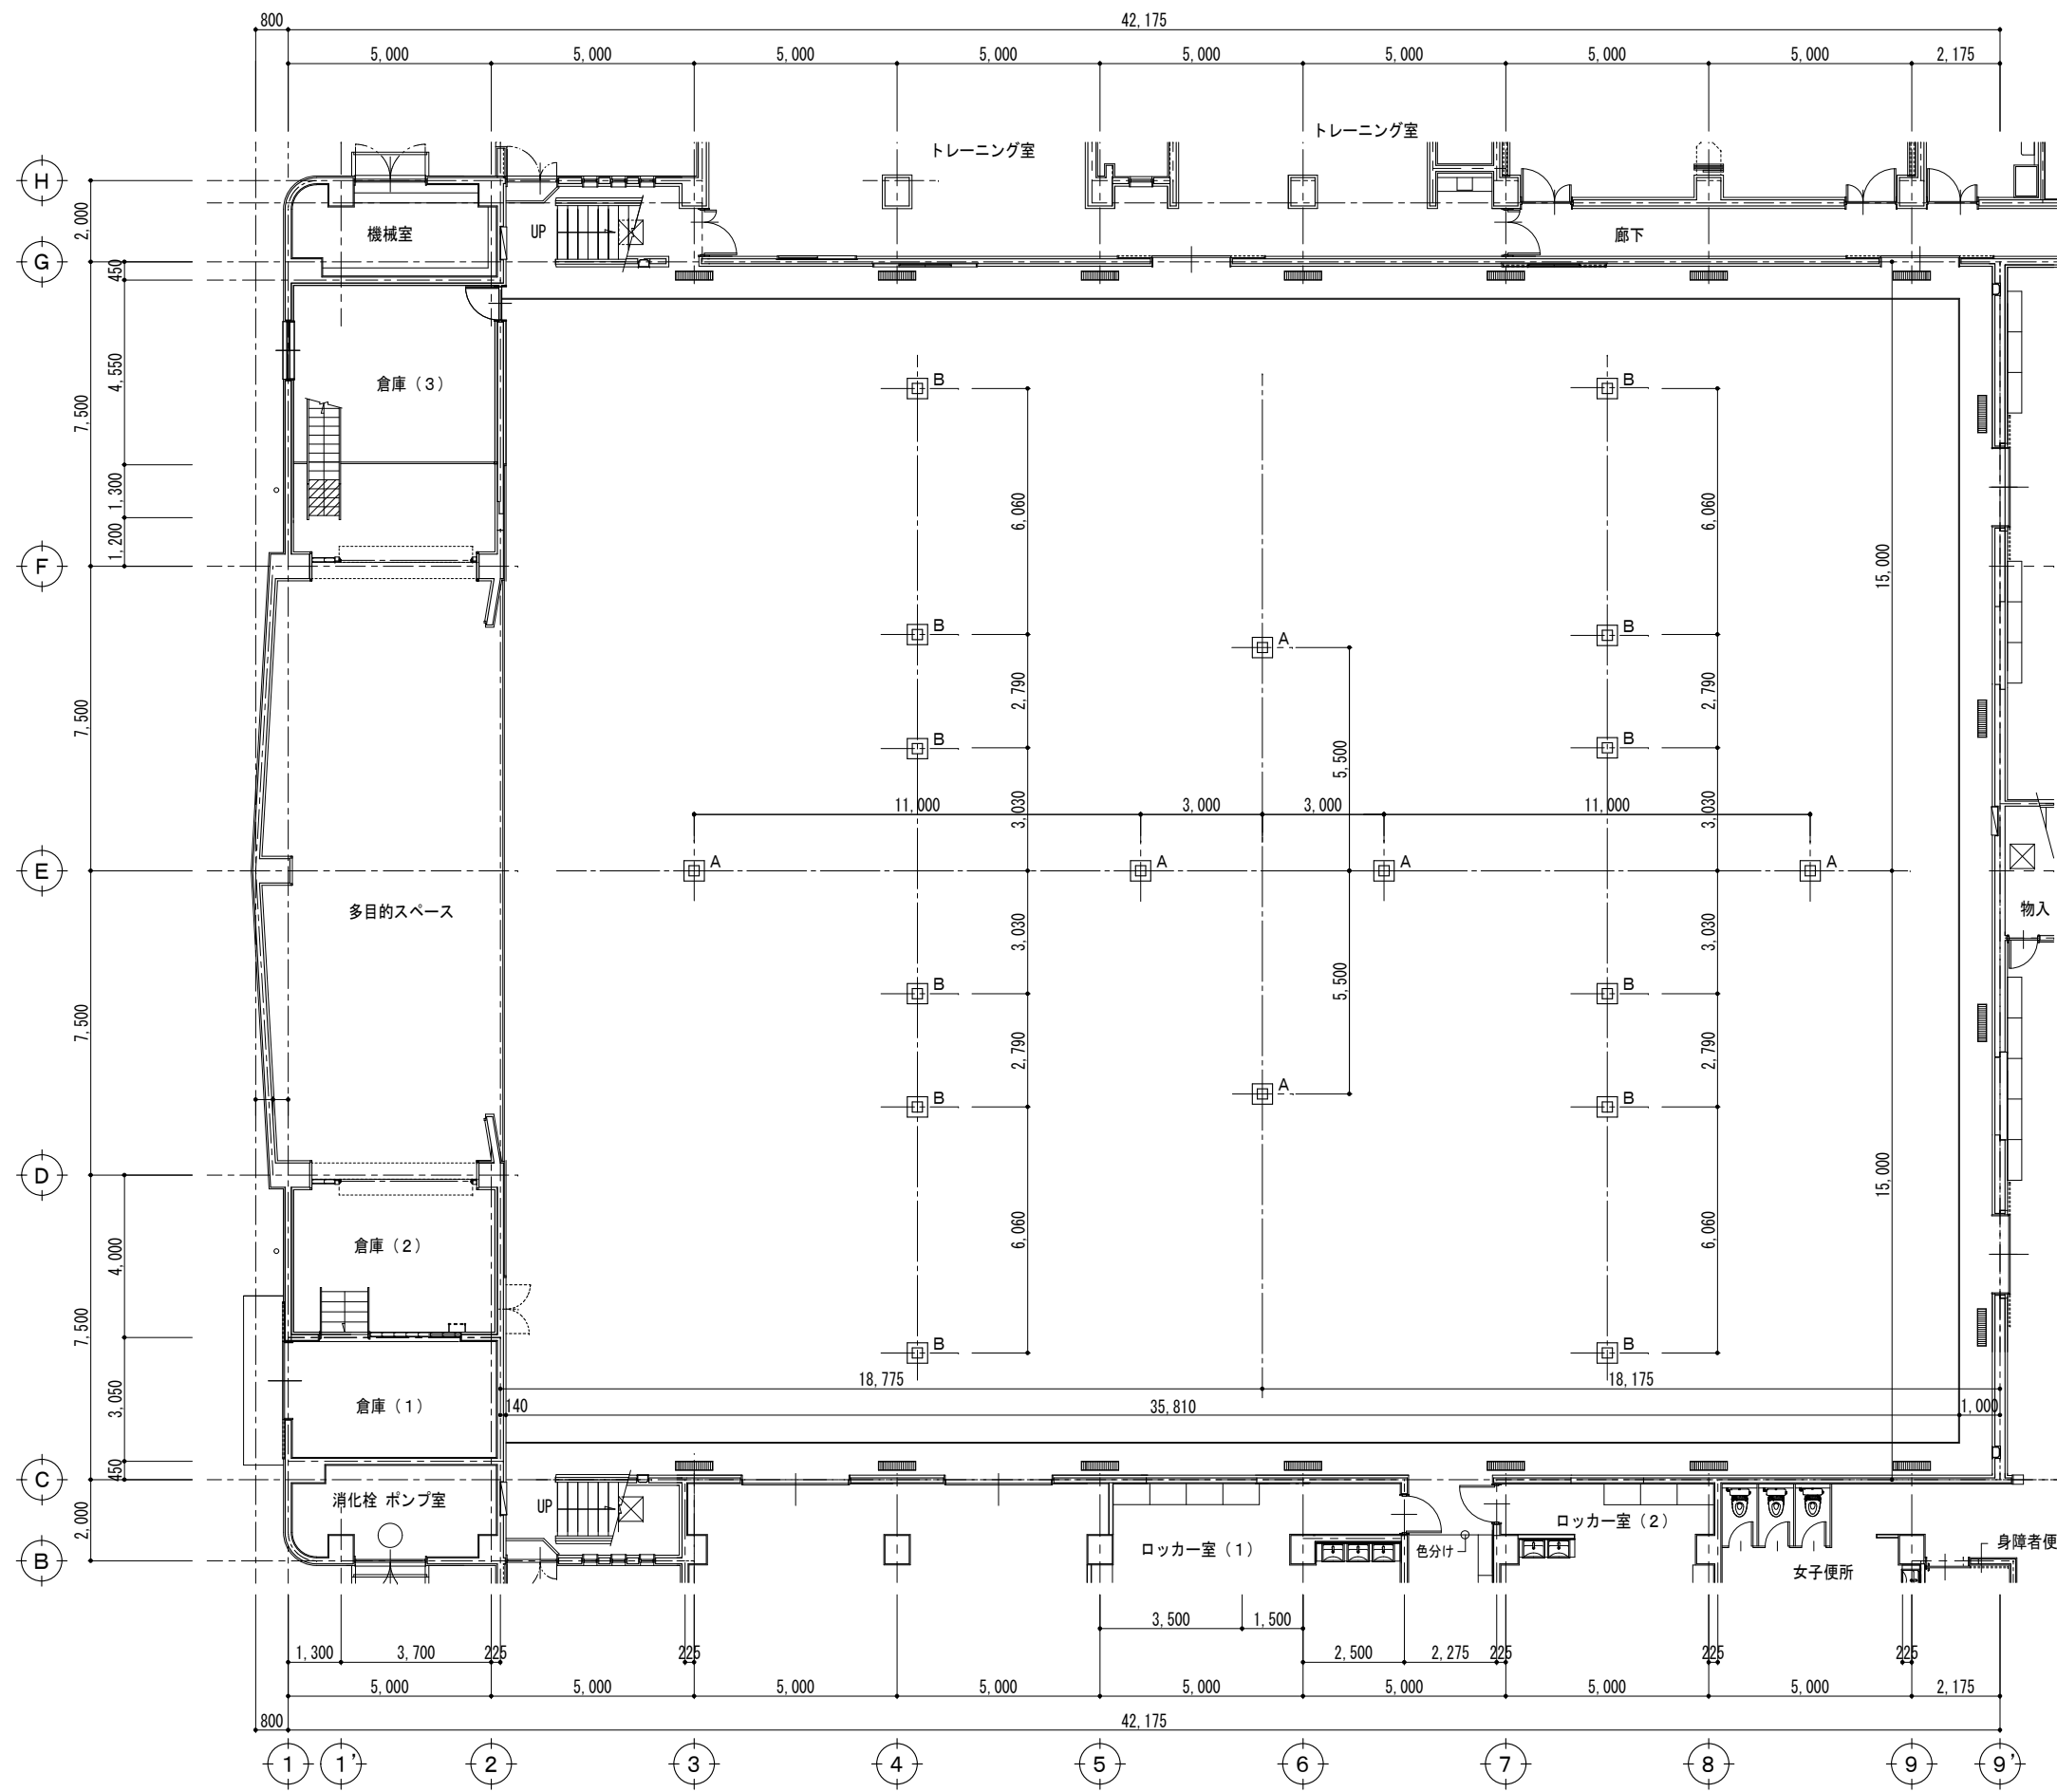 800
42,175
5,000
5,000
5,000
5,000
5,000
5,000
5,000
5,000
2,175
トレーニング室
トレーニング室
H
機械室
UP
廊下
2,000
G
450
4,550
7,500
倉庫(3)
B
B
6,060
6,060
1,300
1,200
F
15,000
B
B
A
2,790
2,790
7,500
B
B
5,500
11,000
3,000
3,000
11,000
3,030
3,030
E
A
A
A
A
多目的スペース
物入
3,030
3,030
5,500
7,500
B
B
2,790
2,790
A
B
B
D
15,000
4,000
倉庫(2)
6,060
6,060
7,500
B
B
18,775
18,175
3,050
倉庫(1)
140
35,810
1,000
450
C
消化栓 ポンプ室
UP
2,000
ロッカー室(1)
色分け
ロッカー室(2)
女子便所
身障者便
B
3,500
1,500
1,300
3,700
225
225
2,500
2,275
225
225
225
5,000
5,000
5,000
5,000
5,000
5,000
5,000
5,000
2,175
800
42,175
1
1'
2
3
4
5
6
7
8
9
9'